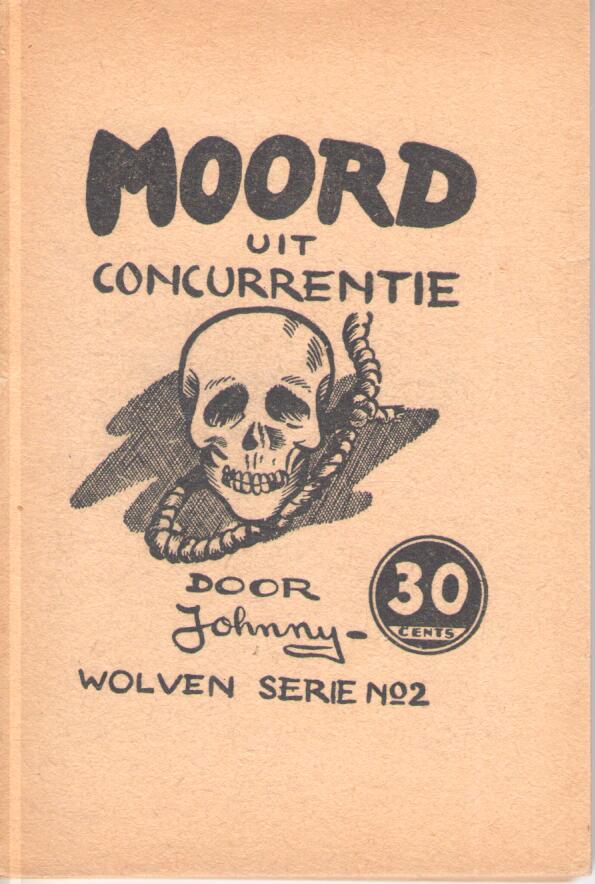 MOORD
UIT
CONCURRENTIE
DOOR
Johnny-
30
CENTS
WOLVEN SERIE No2